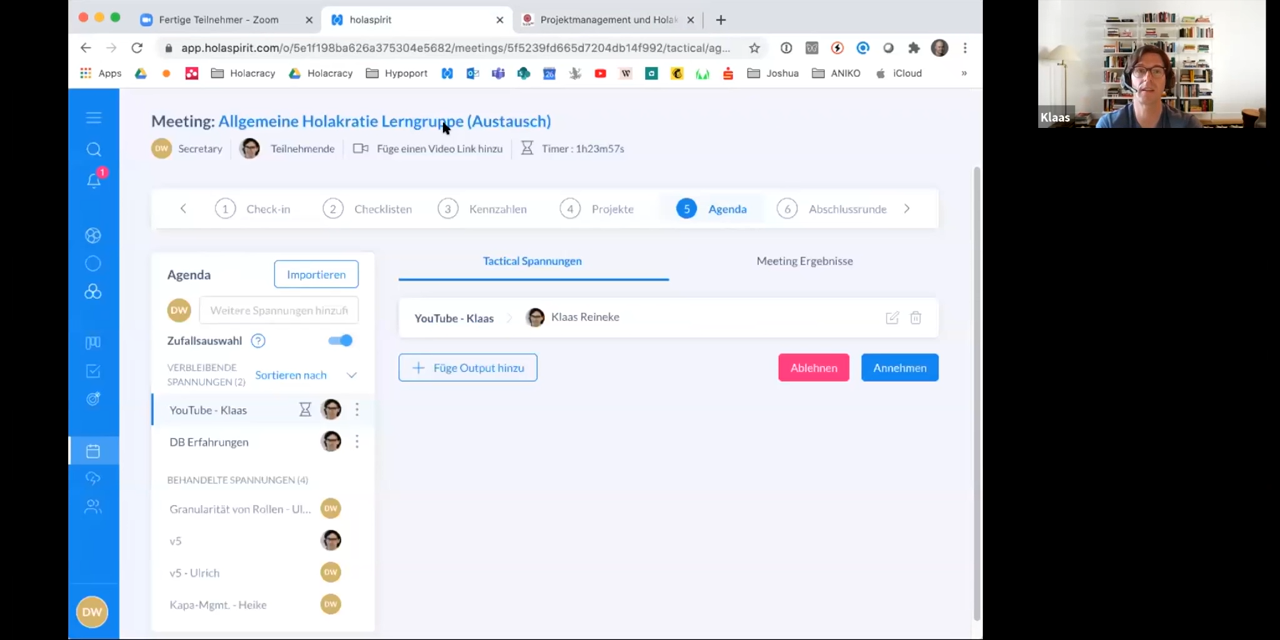 Fertige Teilnehmer - Zoom
holaspirit
Projektmanagement und Holak
app.holaspirit.com/o/5e1f198ba626a375304e5682/meetings/5f5239fd665d7204db14f992/tactical/ag...
Apps
Holacracy
Holacracy
Hypoport
26
W
Joshua
ANIKO
iCloud
»
Klaas
Meeting: Allgemeine Holakratie Lerngruppe (Austausch)
DW Secretary
Teilnehmende
Füge einen Video Link hinzu
Timer : 1h23m57s
1 Check-in
2 Checklisten
3 Kennzahlen
4 Projekte
5 Agenda
6 Abschlussrunde
1
Agenda
Importieren
DW Weitere Spannungen hinzufü
Zufallsauswahl ?
VERBLEIBENDE
SPANNUNGEN (2)
Sortieren nach
YouTube - Klaas
DB Erfahrungen
BEHANDELTE SPANNUNGEN (4)
Granularität von Rollen - Ul... DW
v5
v5 - Ulrich DW
Kapa-Mgmt. - Heike DW
DW
Tactical Spannungen
Meeting Ergebnisse
YouTube - Klaas
Klaas Reineke
+ Füge Output hinzu
Ablehnen
Annehmen